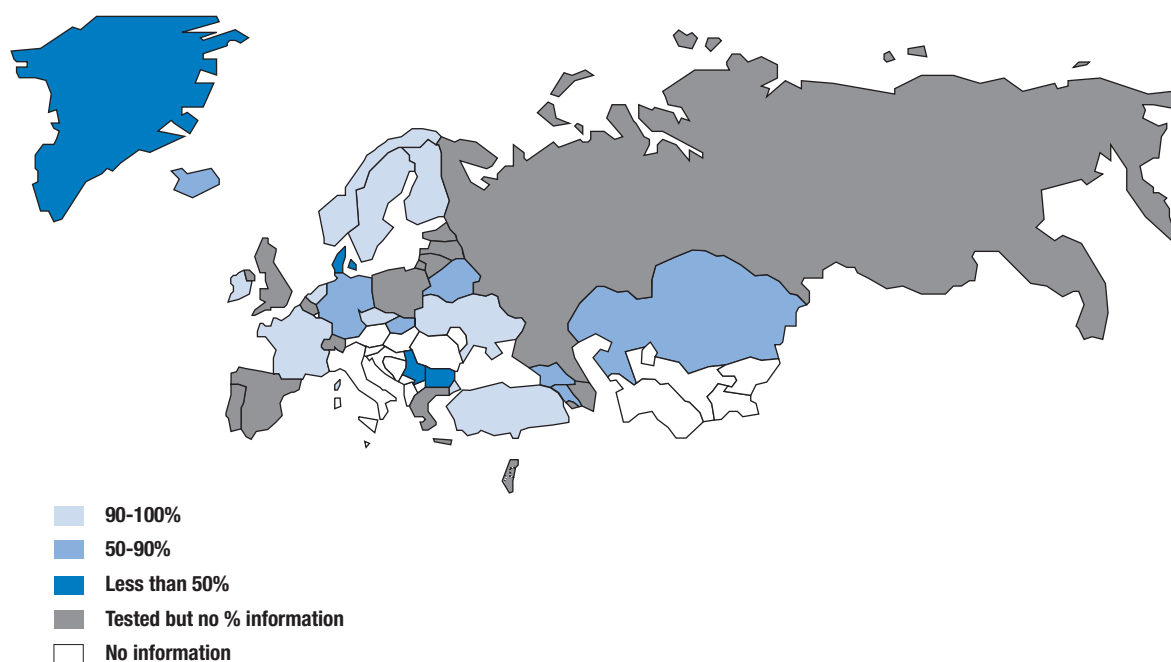 90-100%
50-90%
Less than 50%
Tested but no % information
No information